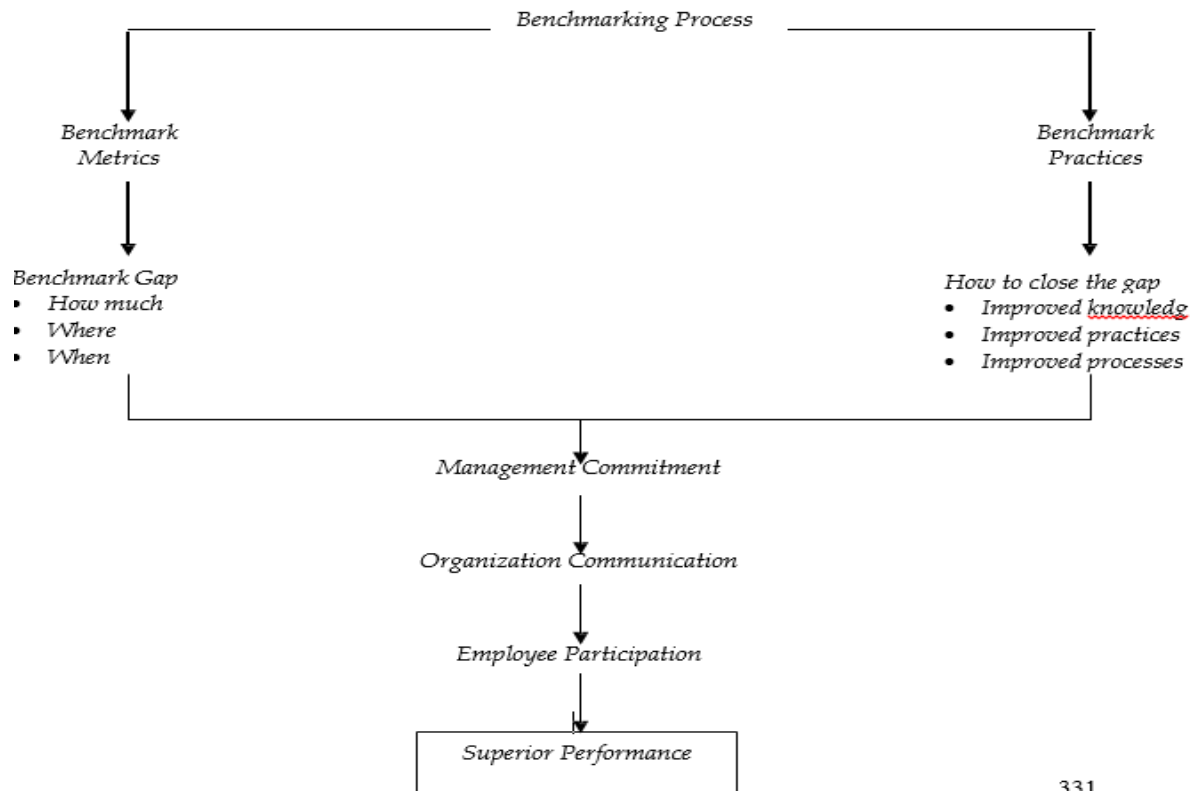 Benchmarking Process
Benchmark
Metrics
Benchmark
Practices
Benchmark Gap
• How much
• Where
• When
How to close the gap
• Improved knowledg
• Improved practices
• Improved processes
Management Commitment
Organization Communication
Employee Participation
Superior Performance
331